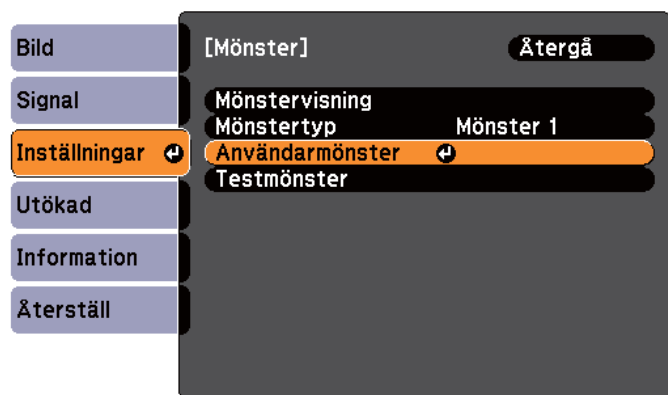 Bild
Signal
Inställningar
Utökad
Information
Återställ
[Mönster] Återgå
Mönstervisning
Mönstertyp Mönster 1
Användarmönster
Testmönster